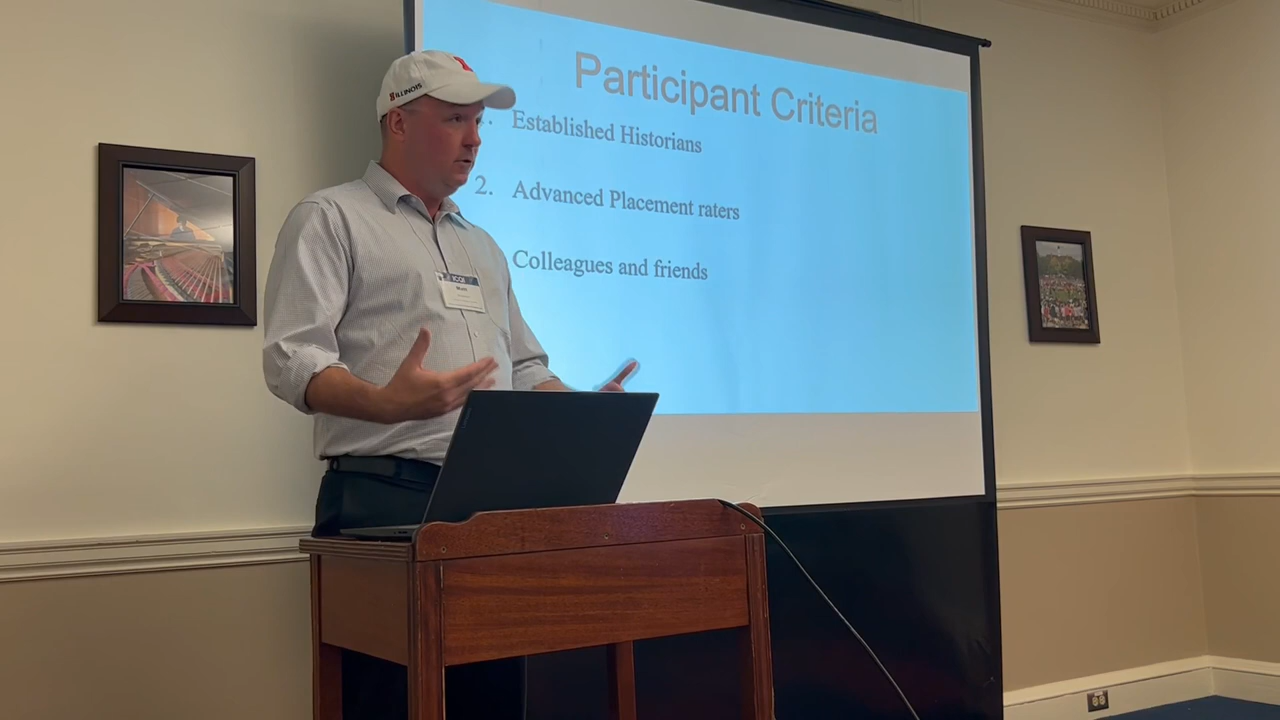 Participant Criteria
Established Historians
2. Advanced Placement raters
Colleagues and friends
ILLINOIS